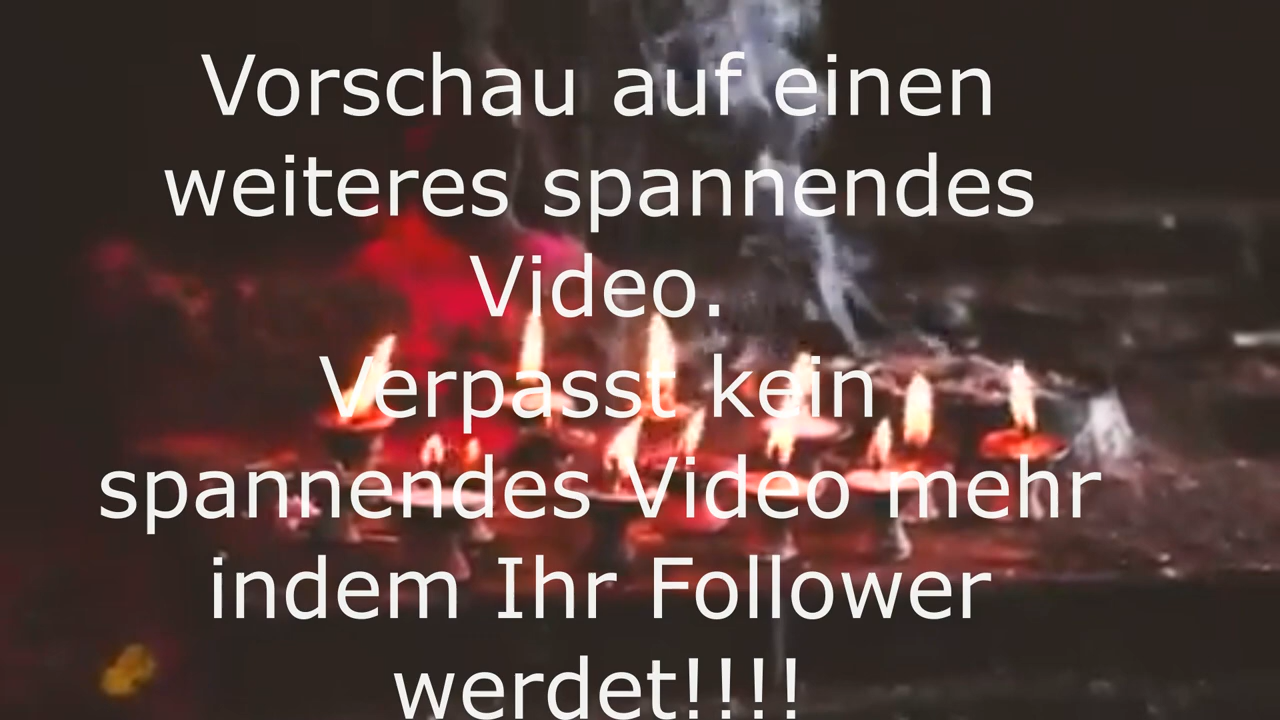 Vorschau auf einen
weiteres spannendes
Video.
Verpasst kein
spannendes Video mehr
indem Ihr Follower
werdet!!!!